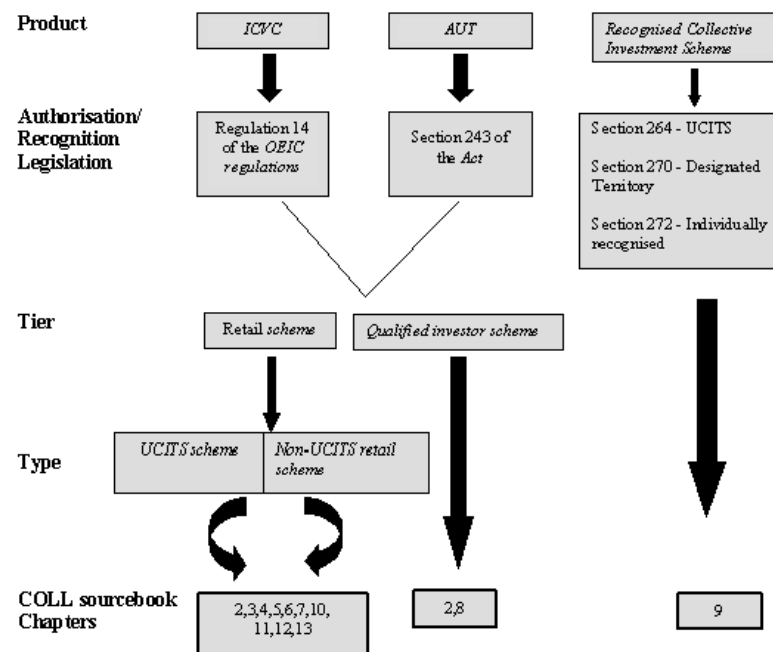 Product
ICVC
AUT
Recognised Collective
Investment Scheme
Authorisation/
Recognition
Legislation
Regulation 14
of the OEIC
regulations
Section 243 of
the Act
Section 264 - UCITS
Section 270 - Designated
Territory
Section 272 - Individually
recognised
Tier
Retail scheme
Qualified investor scheme
Type
UCITS scheme
Non-UCITS retail
scheme
COLL sourcebook
Chapters
2,3,4,5,6,7,10,
11,12,13
2,8
9